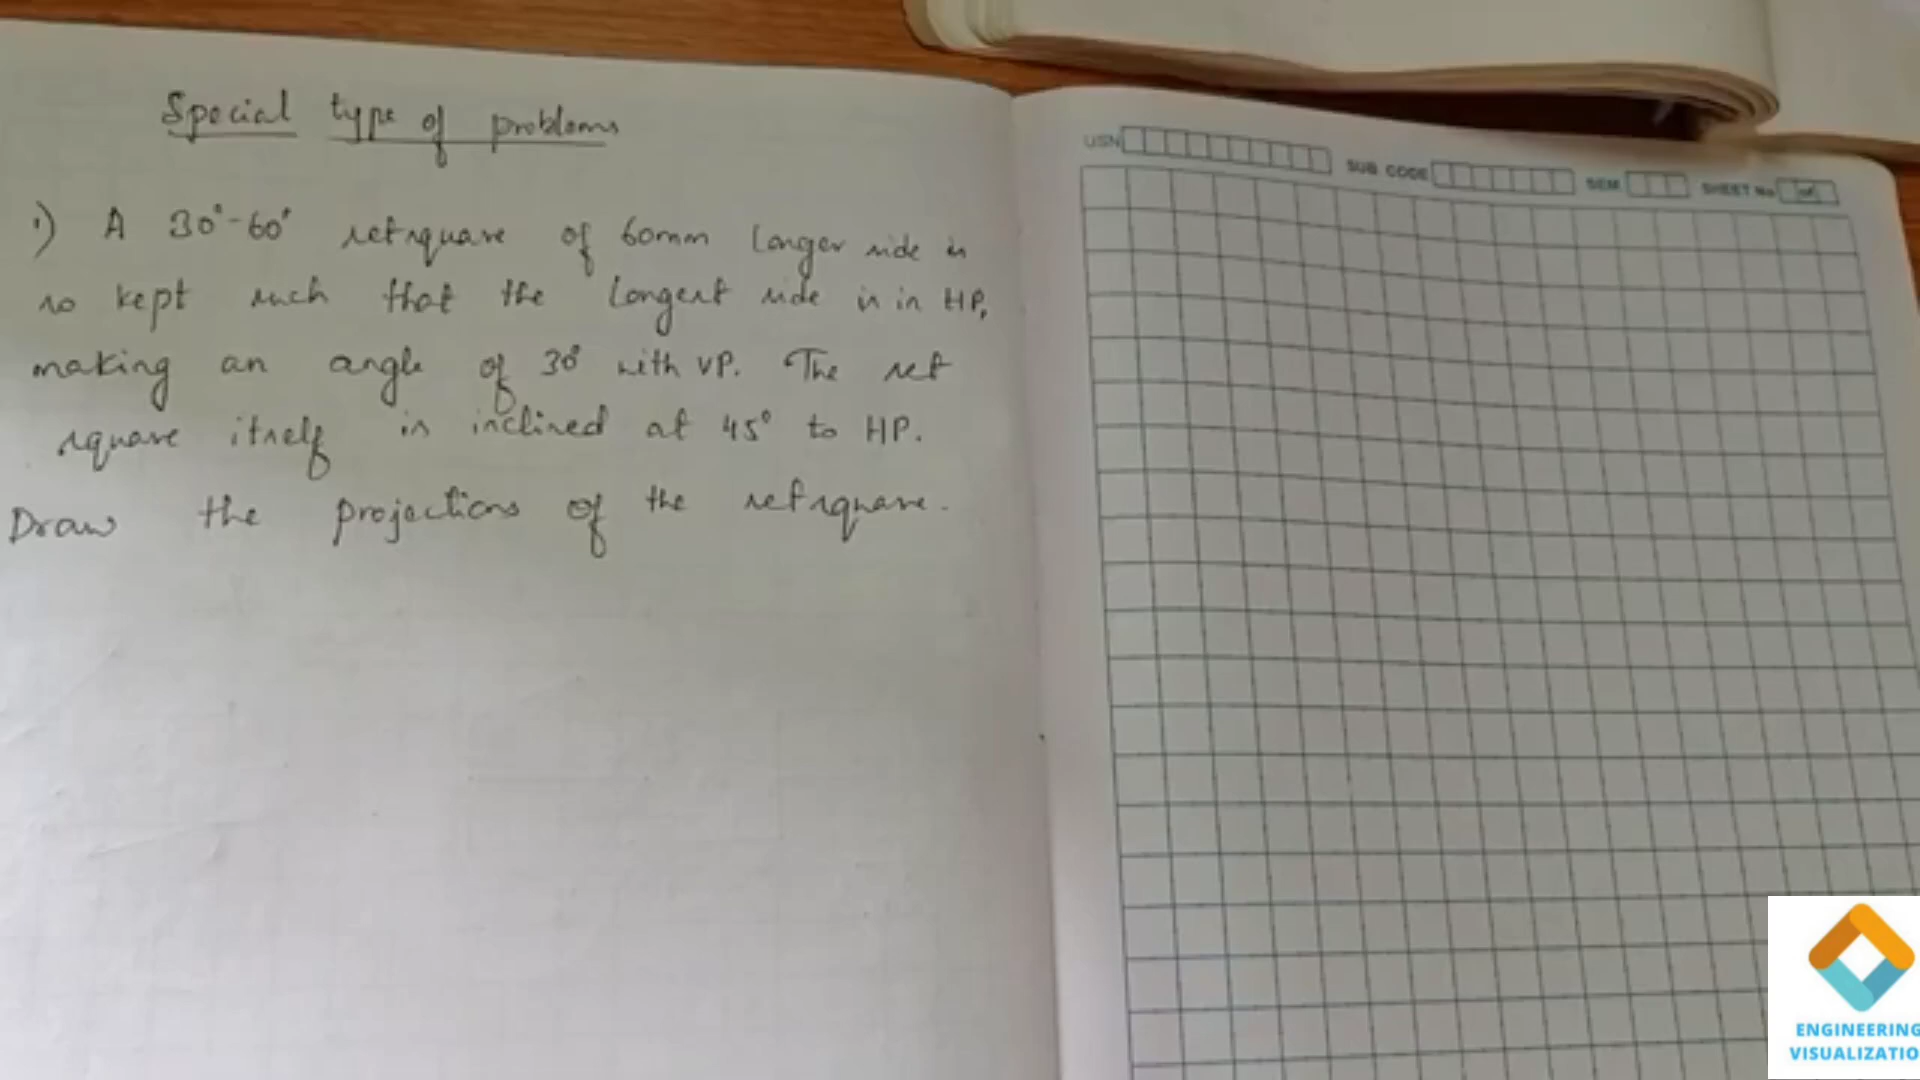 Special type of problems
1) A 30°-60° setsquare of 60mm longer side is
so kept such that the longest side is in HP,
making an angle of 30° with VP. The set
square itself is inclined at 45° to HP.
Draw the projections of the setsquare.
USN SUB CODE SEM SHEET No of
ENGINEERING
VISUALIZATIO